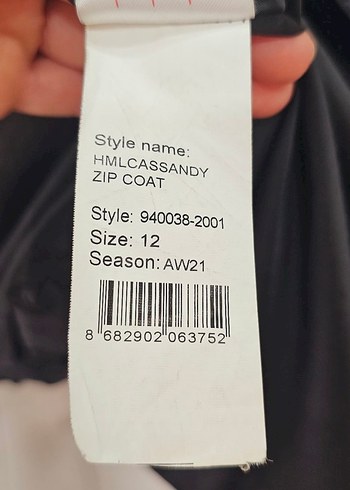 Style name:
HMLCASSANDY
ZIP COAT
Style: 940038-2001
Size: 12
Season: AW21
8 682902 063752